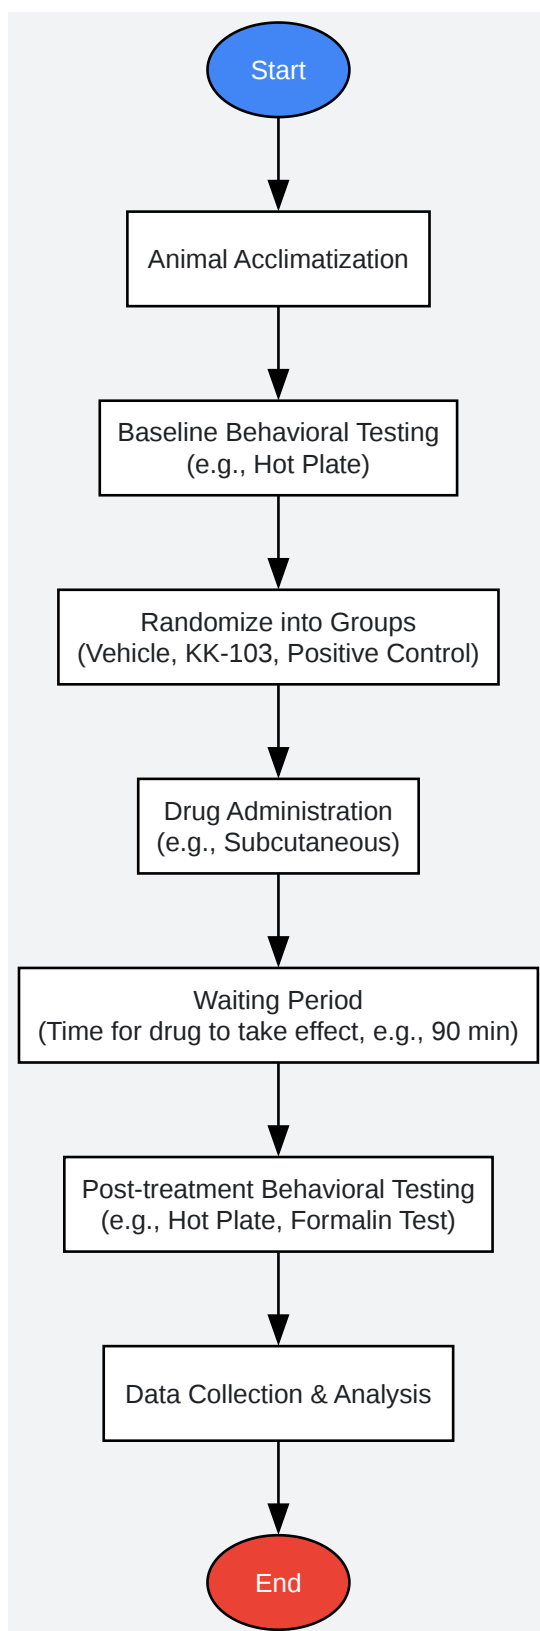 Start
Animal Acclimatization
Baseline Behavioral Testing
(e.g., Hot Plate)
Randomize into Groups
(Vehicle, KK-103, Positive Control)
Drug Administration
(e.g., Subcutaneous)
Waiting Period
(Time for drug to take effect, e.g., 90 min)
Post-treatment Behavioral Testing
(e.g., Hot Plate, Formalin Test)
Data Collection & Analysis
End